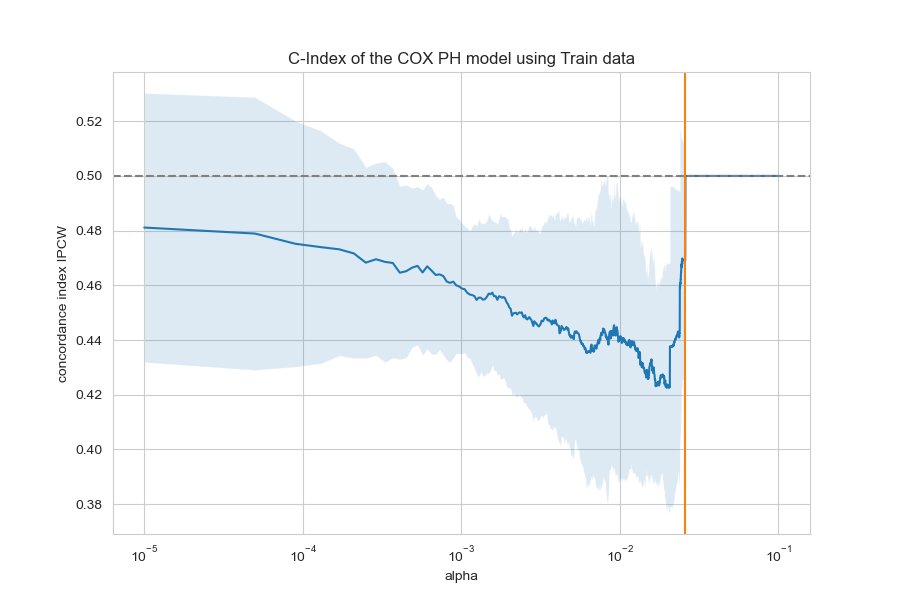 C-Index of the COX PH model using Train data
concordance index IPCW
0.52
0.50
0.48
0.46
0.44
0.42
0.40
0.38
10⁻⁵ 10⁻⁴ 10⁻³ 10⁻² 10⁻¹
alpha